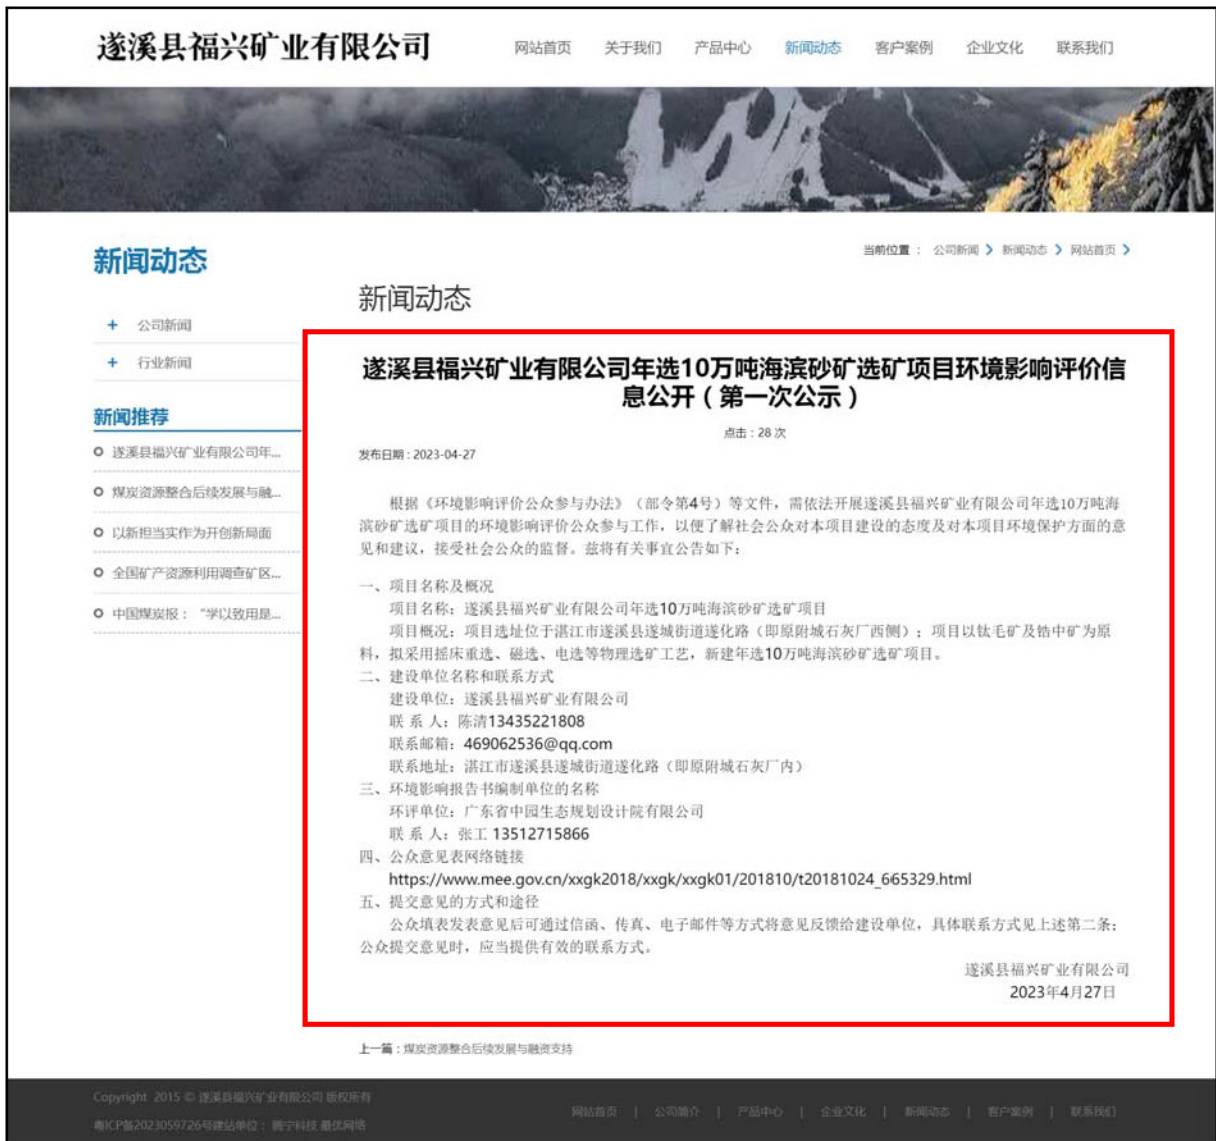 遂溪县福兴矿业有限公司
网站首页 关于我们 产品中心 新闻动态 客户案例 企业文化 联系我们
当前位置 ： 公司新闻 > 新闻动态 > 网站首页 >
新闻动态
+ 公司新闻
+ 行业新闻
新闻推荐
遂溪县福兴矿业有限公司年...
煤炭资源整合后续发展与融...
以新担当实作为开创新局面
全国矿产资源利用调查矿区...
中国煤炭报：“学以致用是...
新闻动态
遂溪县福兴矿业有限公司年选10万吨海滨砂矿选矿项目环境影响评价信
息公开（第一次公示）
点击：28 次
发布日期：2023-04-27
根据《环境影响评价公众参与办法》（部令第4号）等文件，需依法开展遂溪县福兴矿业有限公司年选10万吨海
滨砂矿选矿项目的环境影响评价公众参与工作，以便了解社会公众对本项目建设的态度及对本项目环境保护方面的意
见和建议，接受社会公众的监督。兹将有关事宜公告如下：
一、项目名称及概况
项目名称：遂溪县福兴矿业有限公司年选10万吨海滨砂矿选矿项目
项目概况：项目选址位于湛江市遂溪县遂城街道遂化路（即原附城石灰厂西侧）；项目以钛毛矿及锆中矿为原
料，拟采用摇床重选、磁选、电选等物理选矿工艺，新建年选10万吨海滨砂矿选矿项目。
二、建设单位名称和联系方式
建设单位：遂溪县福兴矿业有限公司
联 系 人：陈清13435221808
联系邮箱：469062536@qq.com
联系地址：湛江市遂溪县遂城街道遂化路（即原附城石灰厂内）
三、环境影响报告书编制单位的名称
环评单位：广东省中园生态规划设计院有限公司
联 系 人：张工 13512715866
四、公众意见表网络链接
https://www.mee.gov.cn/xxgk2018/xxgk/xxgk01/201810/t20181024_665329.html
五、提交意见的方式和途径
公众填表发表意见后可通过信函、传真、电子邮件等方式将意见反馈给建设单位，具体联系方式见上述第二条；
公众提交意见时，应当提供有效的联系方式。
遂溪县福兴矿业有限公司
2023年4月27日
上一篇：煤炭资源整合后续发展与融资支持
Copyright 2015 © 遂溪县福兴矿业有限公司 版权所有
粤ICP备2023059726号建站单位：腾宁科技 最优网络
网站首页 | 公司简介 | 产品中心 | 企业文化 | 新闻动态 | 客户案例 | 联系我们